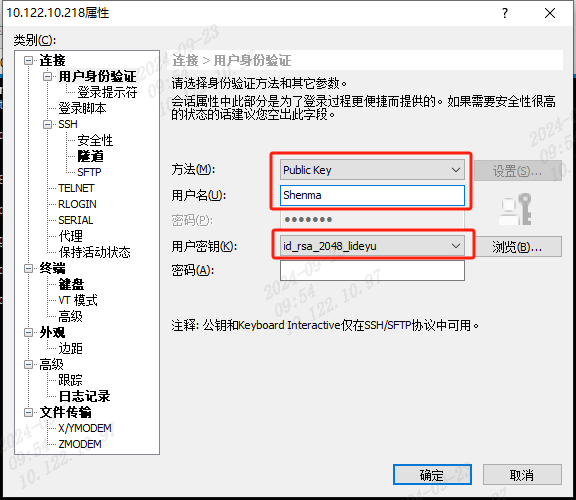 10.122.10.218属性
类别(C):
连接
用户身份验证
登录提示符
登录脚本
SSH
安全性
隧道
SFTP
TELNET
RLOGIN
SERIAL
代理
保持活动状态
终端
键盘
VT 模式
高级
外观
边距
高级
跟踪
日志记录
文件传输
X/YMODEM
ZMODEM
连接 > 用户身份验证
请选择身份验证方法和其它参数。
会话属性中此部分是为了登录过程更便捷而提供的。如果需要安全性很高
的状态的话建议您空出此字段。
方法(M):
Public Key
设置(S)...
用户名(U):
Shenma
密码(P):
用户密钥(K):
id_rsa_2048_lideyu
浏览(B)...
密码(A):
注释: 公钥和Keyboard Interactive仅在SSH/SFTP协议中可用。
确定
取消
2024-09-23
09:54
10.122.10.97